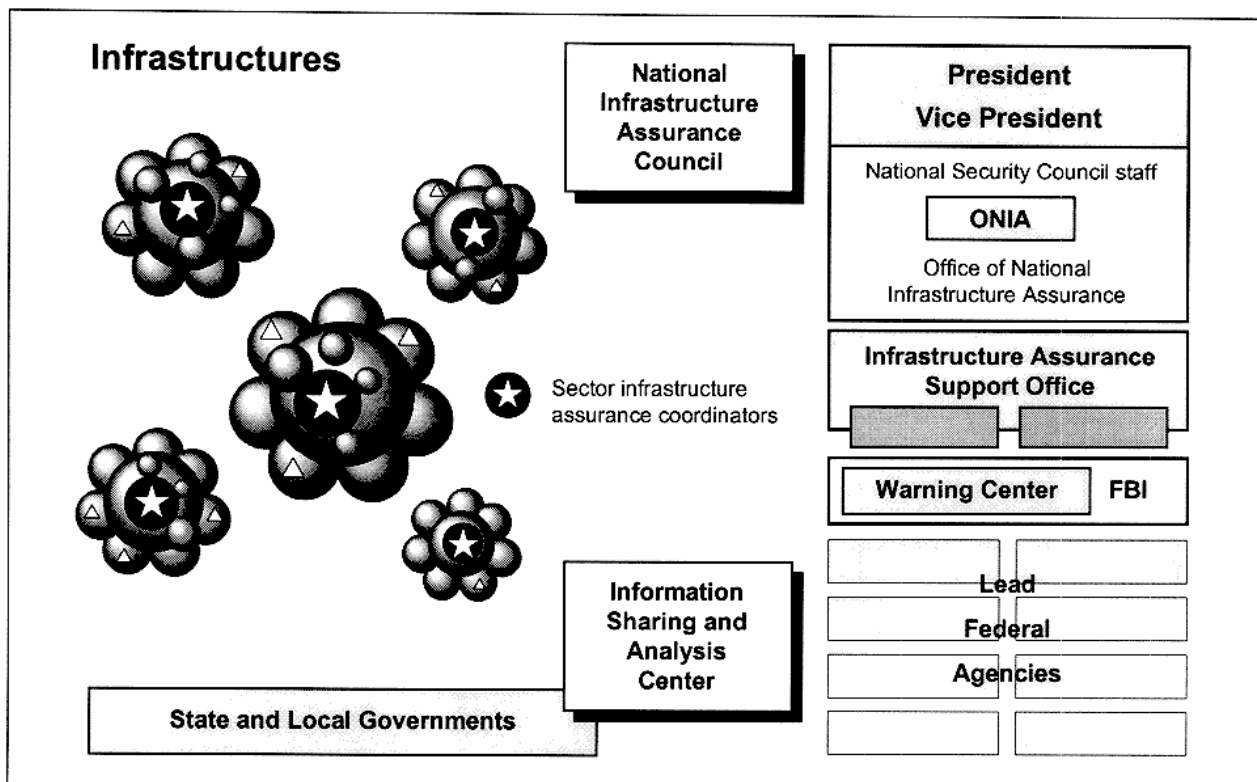 Infrastructures
National
Infrastructure
Assurance
Council
President
Vice President
National Security Council staff
ONIA
Office of National
Infrastructure Assurance
Sector infrastructure
assurance coordinators
Infrastructure Assurance
Support Office
Warning Center
FBI
Information
Sharing and
Analysis
Center
Lead
Federal
Agencies
State and Local Governments